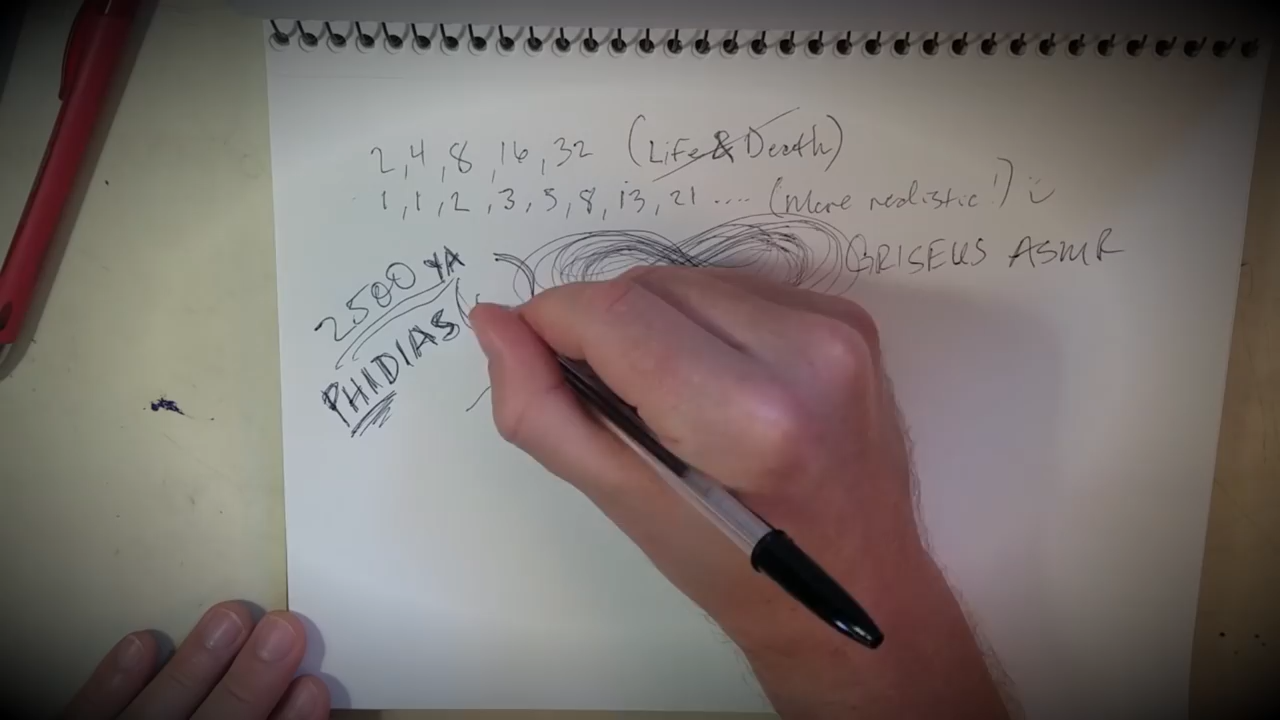 2,4,8,16,32 (Life & Death)
1,1,2,3,5,8,13,21.... (More realistic!)
GRISEUS ASMR
2500 YA
PHIDIAS (